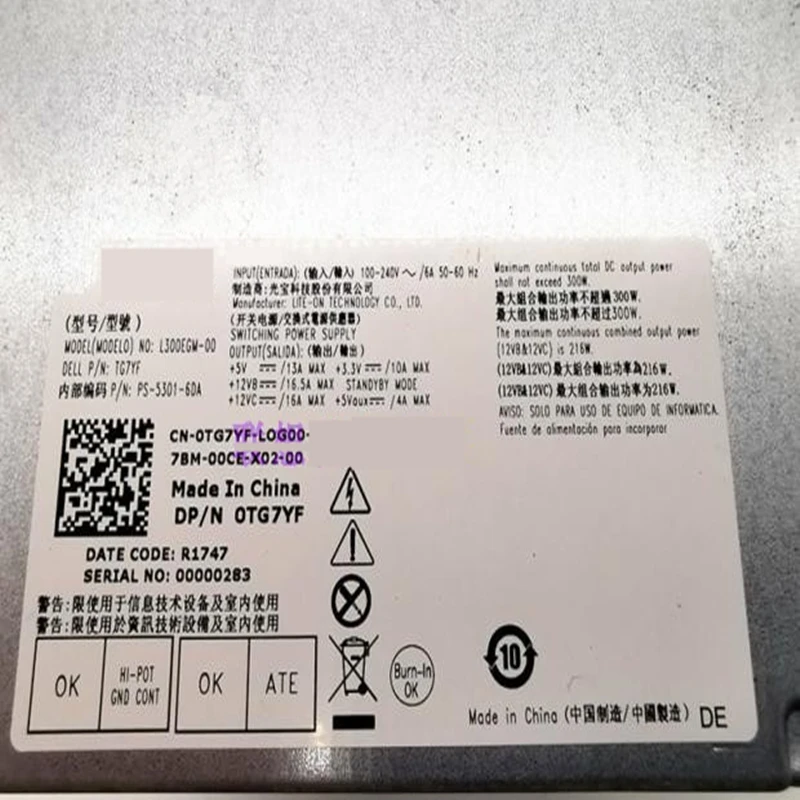 INPUT(ENTRADA): (输入/輸入) 100-240V ～ /6A 50-60 Hz
制造商: 光宝科技股份有限公司
Manufacturer: LITE-ON TECHNOLOGY CO., LTD.
(开关电源/交換式電源供應器)
SWITCHING POWER SUPPLY
OUTPUT(SALIDA): (输出/輸出)
+5V ⎓ /13A MAX +3.3V ⎓ /10A MAX
+12VB ⎓ /16.5A MAX STANDBY MODE
+12VC ⎓ /16A MAX +5Vaux ⎓ /4A MAX
Maximum continuous total DC output power
shall not exceed 300W.
最大組合輸出功率不超過300W.
最大组合输出功率不超过300W.
The maximum continuous combined output power
(12VB&12VC) is 216W.
(12VB&12VC) 最大組合輸出功率為216W.
(12VB&12VC) 最大组合输出功率为216W.
AVISO: SOLO PARA USO DE EQUIPO DE INFORMATICA.
Fuente de alimentación para incorporar
(型号/型號)
MODEL(MODELO) NO: L300EGM-00
DELL P/N: TG7YF
内部编码 P/N: PS-5301-6DA
CN-0TG7YF-L0G00-
7BM-00CE-X02-00
Made In China
DP/N 0TG7YF
DATE CODE: R1747
SERIAL NO: 00000283
警告:限使用于信息技术设备及室内使用
警告:限使用於資訊技術設備及室內使用
OK HI-POT GND CONT OK ATE
Burn-In
OK
10
Made in China (中国制造/中國製造) DE